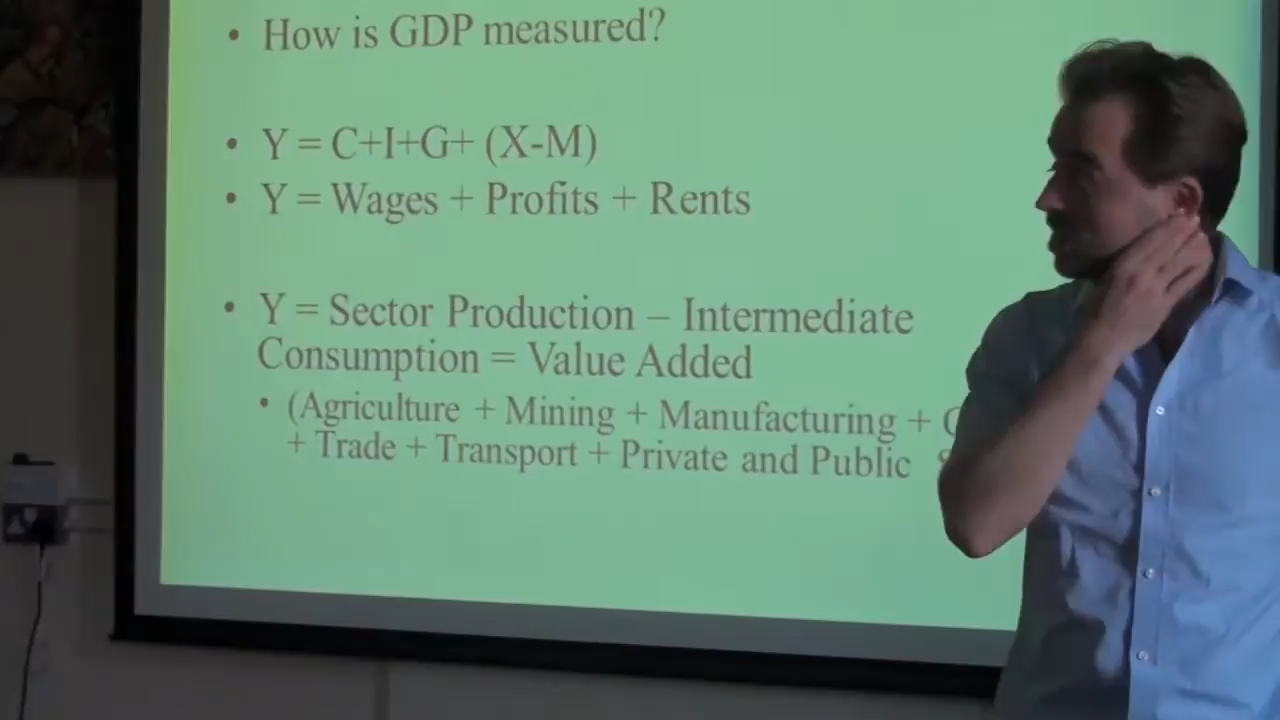 • How is GDP measured?
• Y = C+I+G+ (X-M)
• Y = Wages + Profits + Rents
• Y = Sector Production – Intermediate
Consumption = Value Added
• (Agriculture + Mining + Manufacturing +
+ Trade + Transport + Private and Public